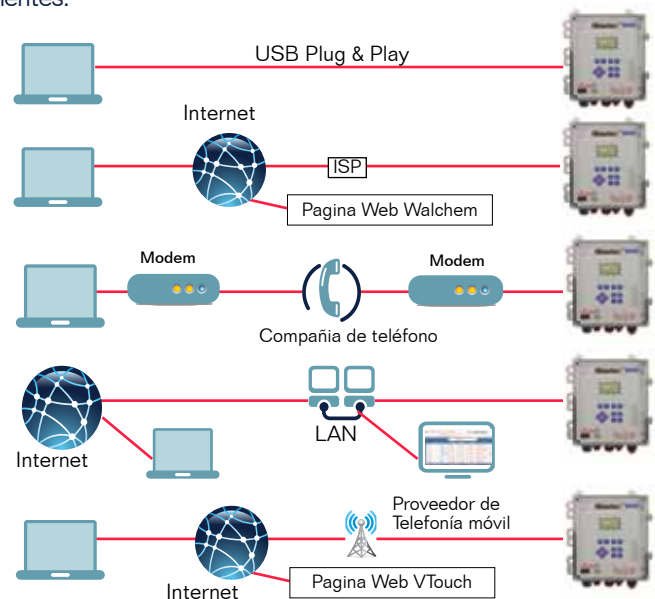 ientes:
USB Plug & Play
Internet
ISP
Pagina Web Walchem
Modem
Modem
Compañia de teléfono
Internet
LAN
Proveedor de
Telefonía móvil
Internet
Pagina Web VTouch